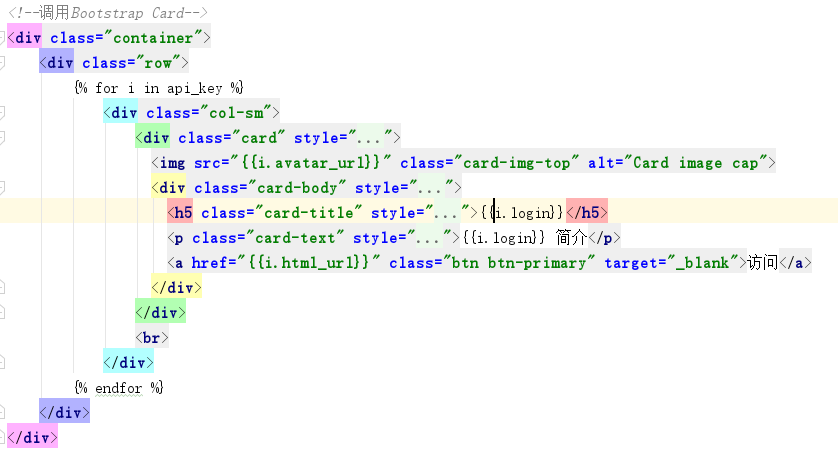 <!--调用Bootstrap Card-->
<div class="container">
    <div class="row">
        {% for i in api_key %}
            <div class="col-sm">
                <div class="card" style="...">
                  <img src="{{i.avatar_url}}" class="card-img-top" alt="Card image cap">
                  <div class="card-body" style="...">
                    <h5 class="card-title" style="...">{{i.login}}</h5>
                    <p class="card-text" style="...">{{i.login}} 简介</p>
                    <a href="{{i.html_url}}" class="btn btn-primary" target="_blank">访问</a>
                  </div>
                </div>
                <br>
            </div>
        {% endfor %}
    </div>
</div>